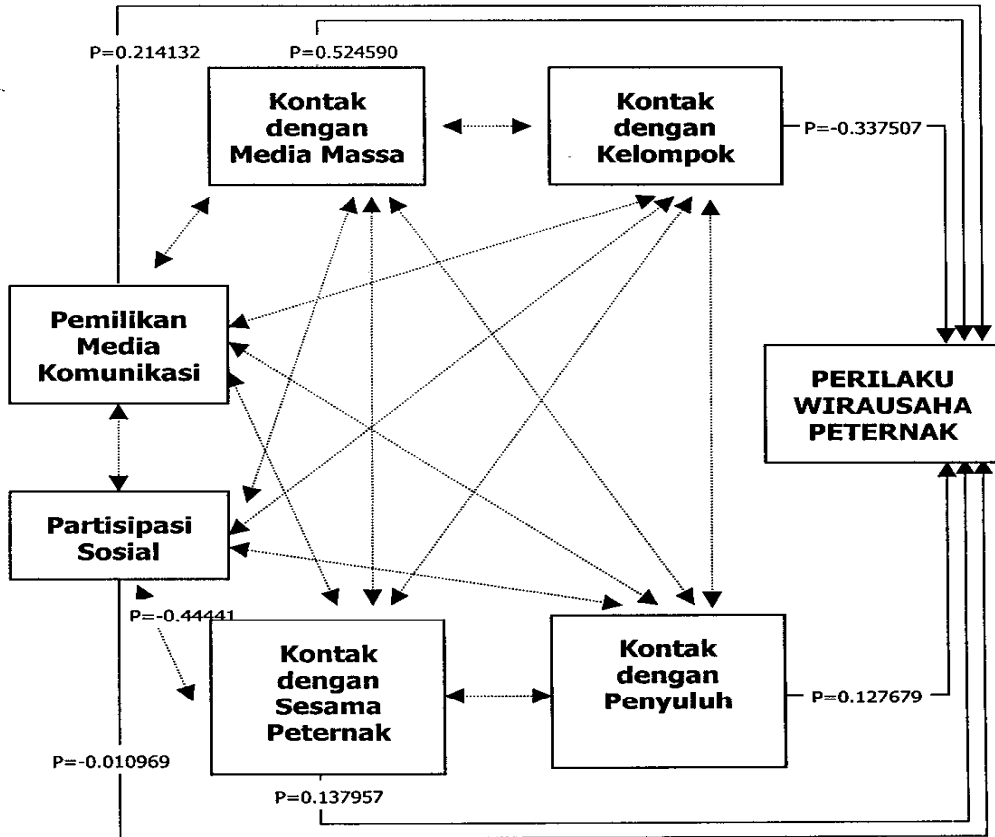 P=0.214132
P=0.524590
Kontak
dengan
Media Massa
Kontak
dengan
Kelompok
P=-0.337507
Pemilikan
Media
Komunikasi
PERILAKU
WIRAUSAHA
PETERNAK
Partisipasi
Sosial
P=-0.44441
Kontak
dengan
Sesama
Peternak
Kontak
dengan
Penyuluh
P=0.127679
P=-0.010969
P=0.137957